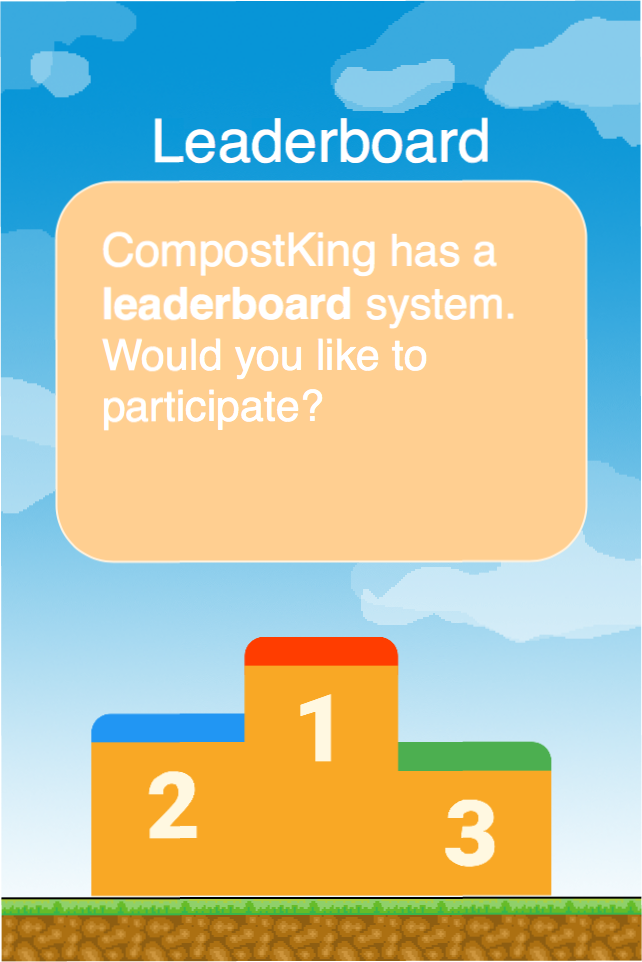 Leaderboard
CompostKing has a
leaderboard system.
Would you like to
participate?
1
2
3